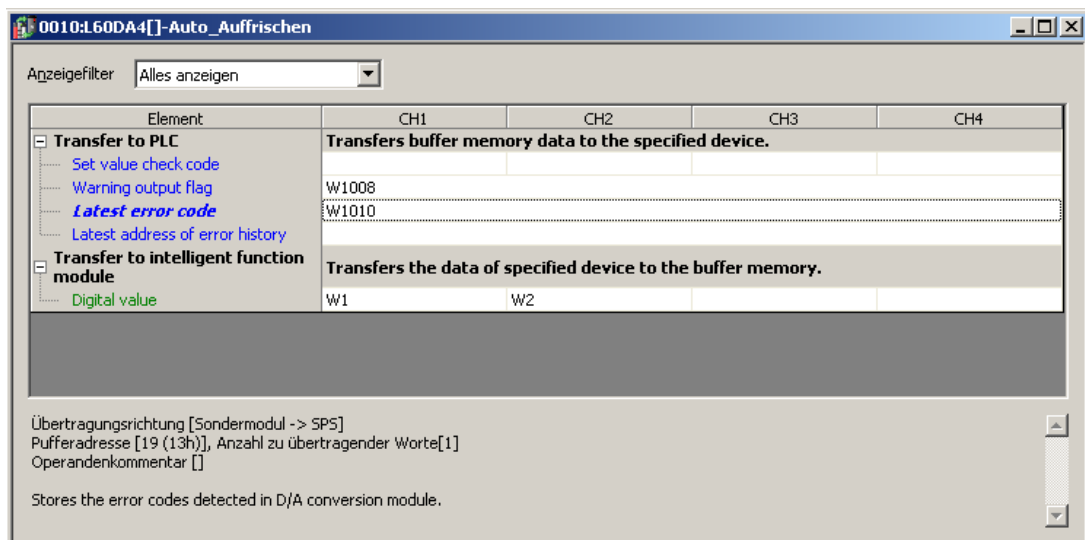 0010:L60DA4[]-Auto_Auffrischen
Anzeigefilter Alles anzeigen
Element CH1 CH2 CH3 CH4
Transfer to PLC Transfers buffer memory data to the specified device.
Set value check code
Warning output flag W1008
Latest error code W1010
Latest address of error history
Transfer to intelligent function
module Transfers the data of specified device to the buffer memory.
Digital value W1 W2
Übertragungsrichtung [Sondermodul -> SPS]
Pufferadresse [19 (13h)], Anzahl zu übertragender Worte[1]
Operandenkommentar []
Stores the error codes detected in D/A conversion module.